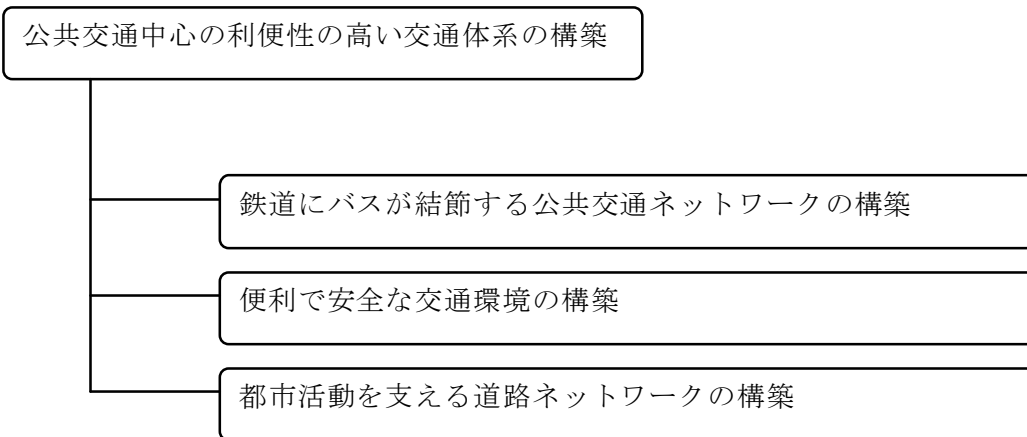 公共交通中心の利便性の高い交通体系の構築
鉄道にバスが結節する公共交通ネットワークの構築
便利で安全な交通環境の構築
都市活動を支える道路ネットワークの構築